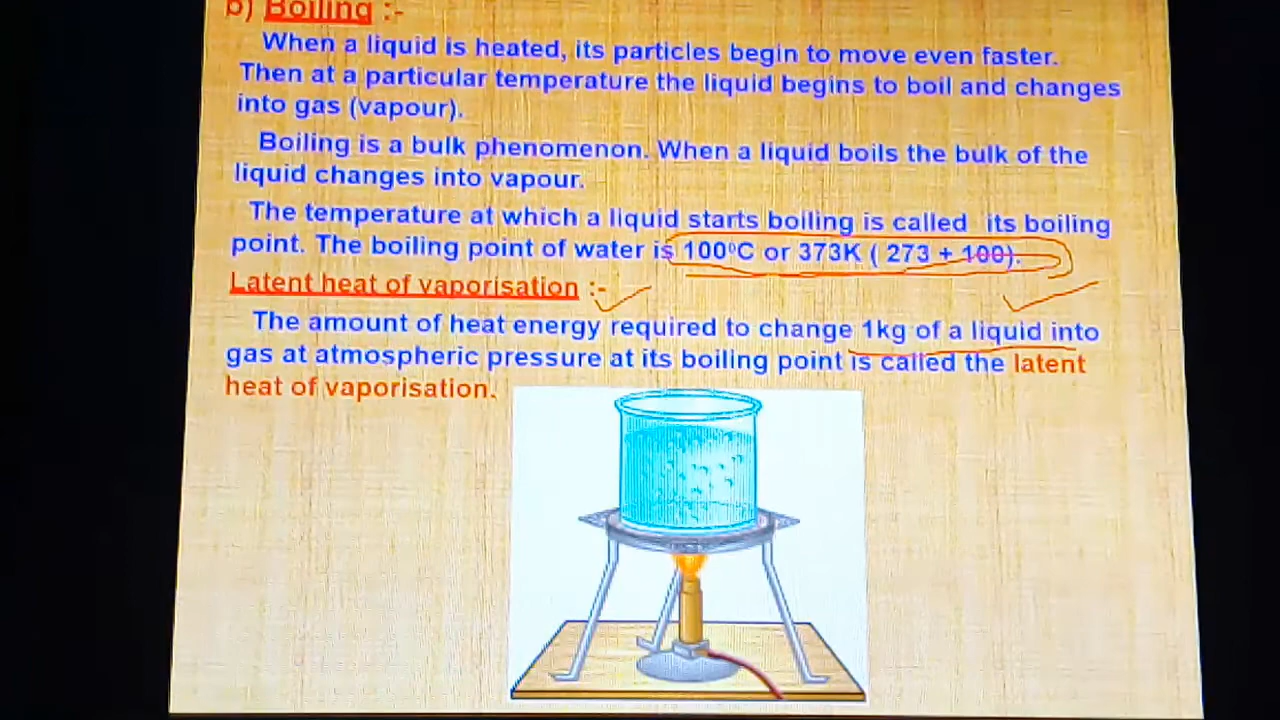 b) Boiling :-
When a liquid is heated, its particles begin to move even faster.
Then at a particular temperature the liquid begins to boil and changes
into gas (vapour).
Boiling is a bulk phenomenon. When a liquid boils the bulk of the
liquid changes into vapour.
The temperature at which a liquid starts boiling is called its boiling
point. The boiling point of water is 100⁰C or 373K ( 273 + 100).
Latent heat of vaporisation :-
The amount of heat energy required to change 1kg of a liquid into
gas at atmospheric pressure at its boiling point is called the latent
heat of vaporisation.